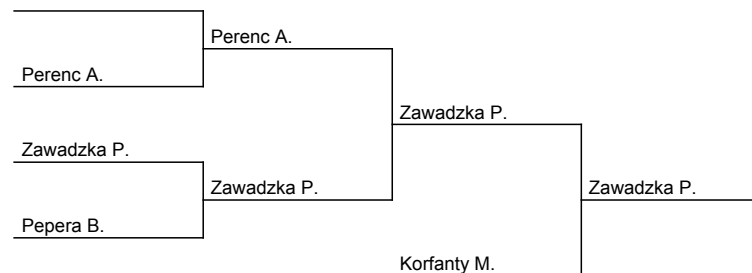 Perenc A.
Perenc A.
Zawadzka P.
Zawadzka P.
Zawadzka P.
Zawadzka P.
Pepera B.
Korfanty M.